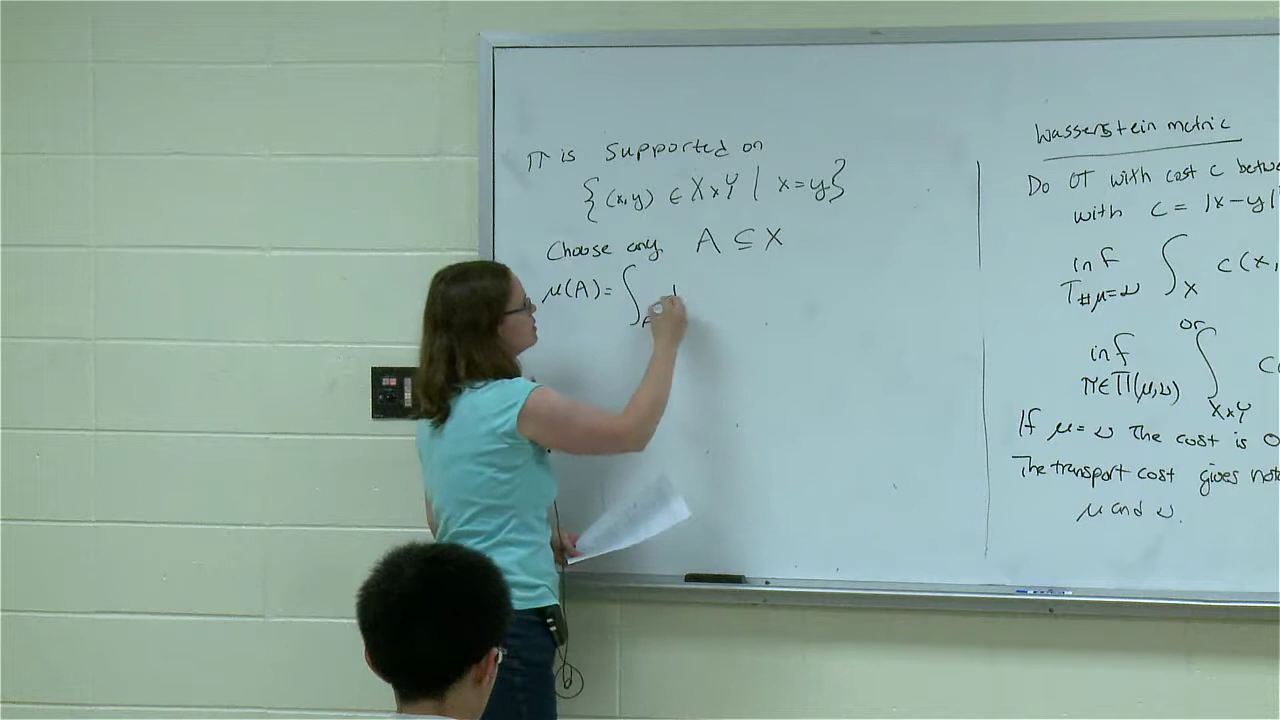 π is supported on
{(x,y) ∈ X×Y | x=y}
Choose any A ⊆ X
μ(A)= ∫
Wasserstein metric
Do OT with cost c
with c = |x-y|
inf ∫_X c(x,
T#μ=ν
or
inf ∫ c
π∈Π(μ,ν) X×Y
If μ=ν The cost is 0
The transport cost gives
μ and ν.